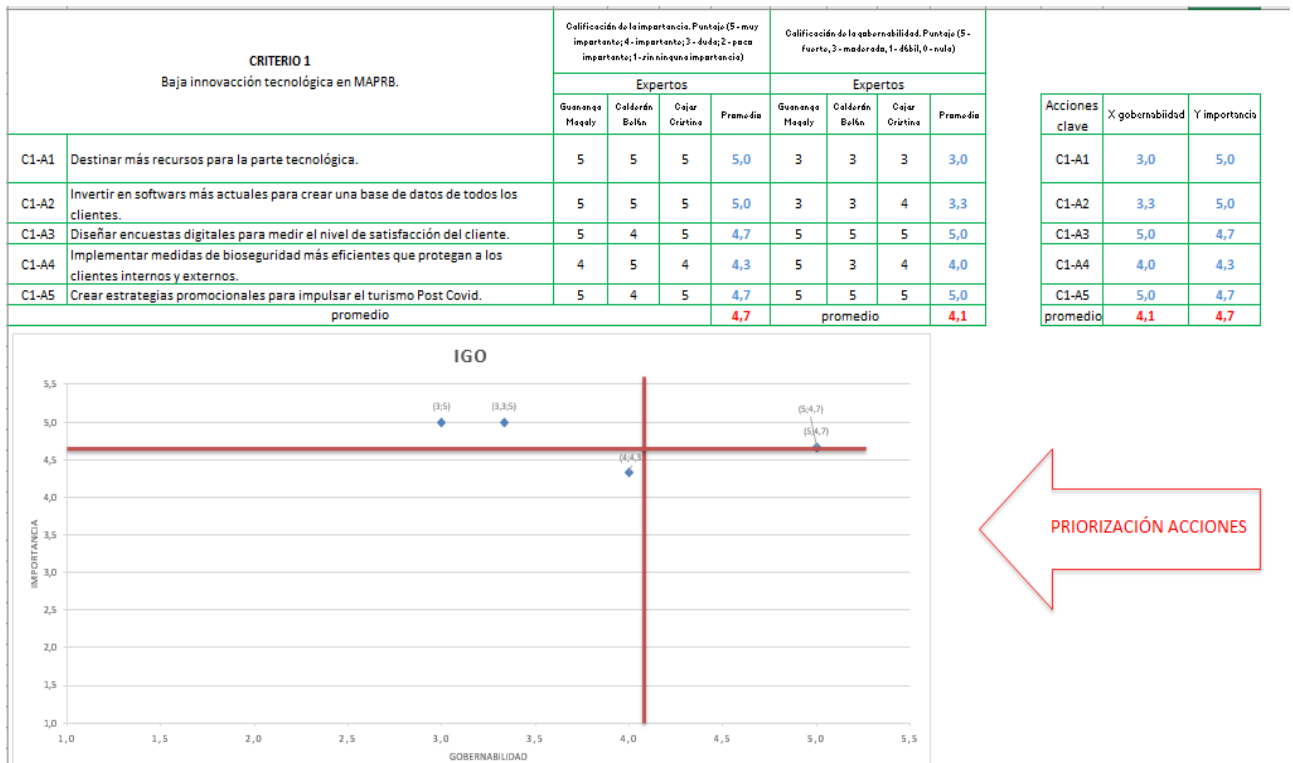 CRITERIO 1
Baja innovacción tecnológica en MAPRB.
Calificación de la importancia. Puntaje (5 - muy
importante; 4 - importante; 3 - duda; 2 - poco
importante; 1 - sin ninguna importancia)
Calificación de la gobernabilidad. Puntaje (5 -
fuerte, 3 - moderada, 1 - débil, 0 - nula)
Expertos Expertos
Guananga Magaly Calderón Belén Cajar Cristina Promedio Guananga Magaly Calderón Belén Cajar Cristina Promedio
Acciones clave X gobernabiidad Y importancia
C1-A1 Destinar más recursos para la parte tecnológica. 5 5 5 5,0 3 3 3 3,0 C1-A1 3,0 5,0
C1-A2 Invertir en softwars más actuales para crear una base de datos de todos los
clientes. 5 5 5 5,0 3 3 4 3,3 C1-A2 3,3 5,0
C1-A3 Diseñar encuestas digitales para medir el nivel de satisfacción del cliente. 5 4 5 4,7 5 5 5 5,0 C1-A3 5,0 4,7
C1-A4 Implementar medidas de bioseguridad más eficientes que protegan a los
clientes internos y externos. 4 5 4 4,3 5 3 4 4,0 C1-A4 4,0 4,3
C1-A5 Crear estrategias promocionales para impulsar el turismo Post Covid. 5 4 5 4,7 5 5 5 5,0 C1-A5 5,0 4,7
promedio 4,7 promedio 4,1 promedio 4,1 4,7
IGO
5,5
5,0
4,5
4,0
3,5
3,0
2,5
2,0
1,5
1,0
IMPORTANCIA
(3;5) (3,3;5) (5;4,7)
(5;4,7)
(4;4,3
1,0 1,5 2,0 2,5 3,0 3,5 4,0 4,5 5,0 5,5
GOBERNABILIDAD
PRIORIZACIÓN ACCIONES